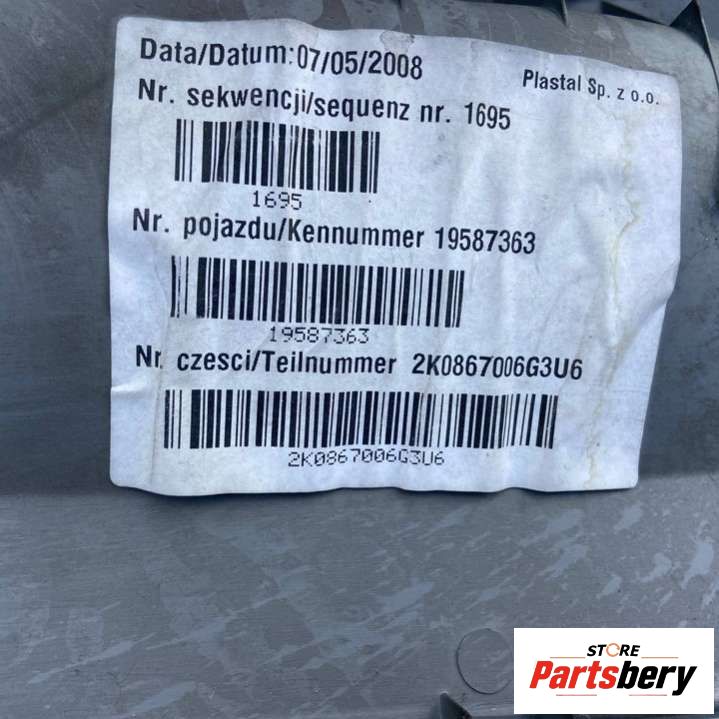 Data/Datum:07/05/2008
Plastal Sp. z o.o.
Nr. sekwencji/sequenz nr. 1695
1695
Nr. pojazdu/Kennummer 19587363
19587363
Nr. czesci/Teilnummer 2K0867006G3U6
2K0867006G3U6
STORE
Partsbery